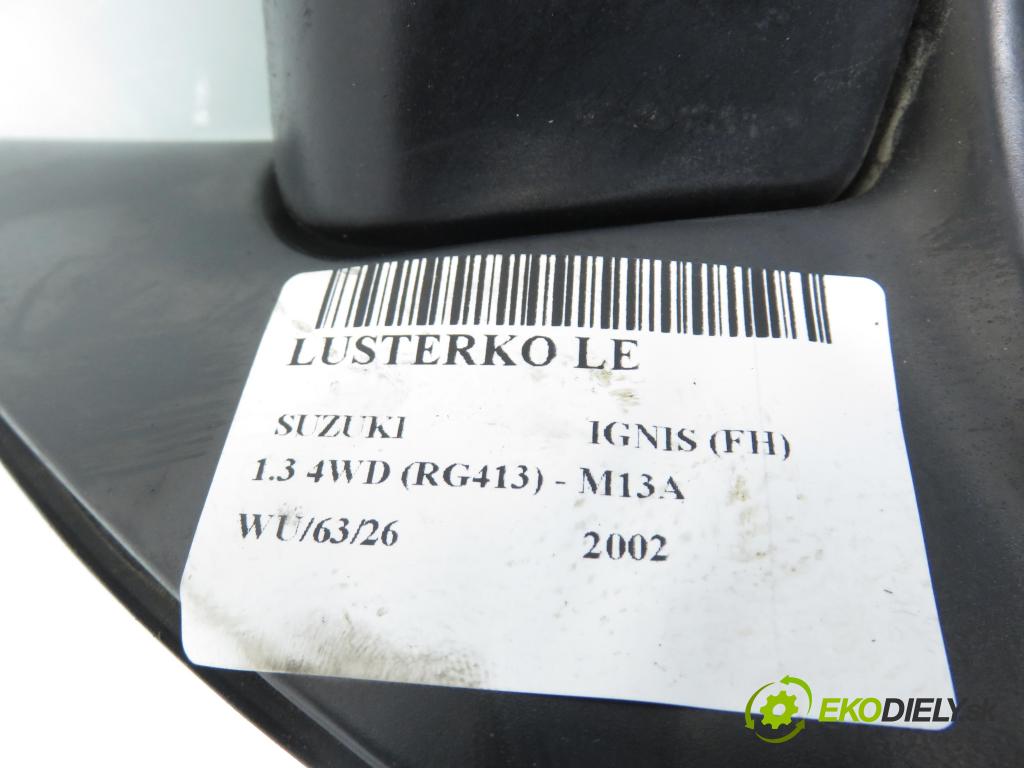 LUSTERKO LE
SUZUKI IGNIS (FH)
1.3 4WD (RG413) - M13A
WU/63/26 2002
EKODIELY.sk